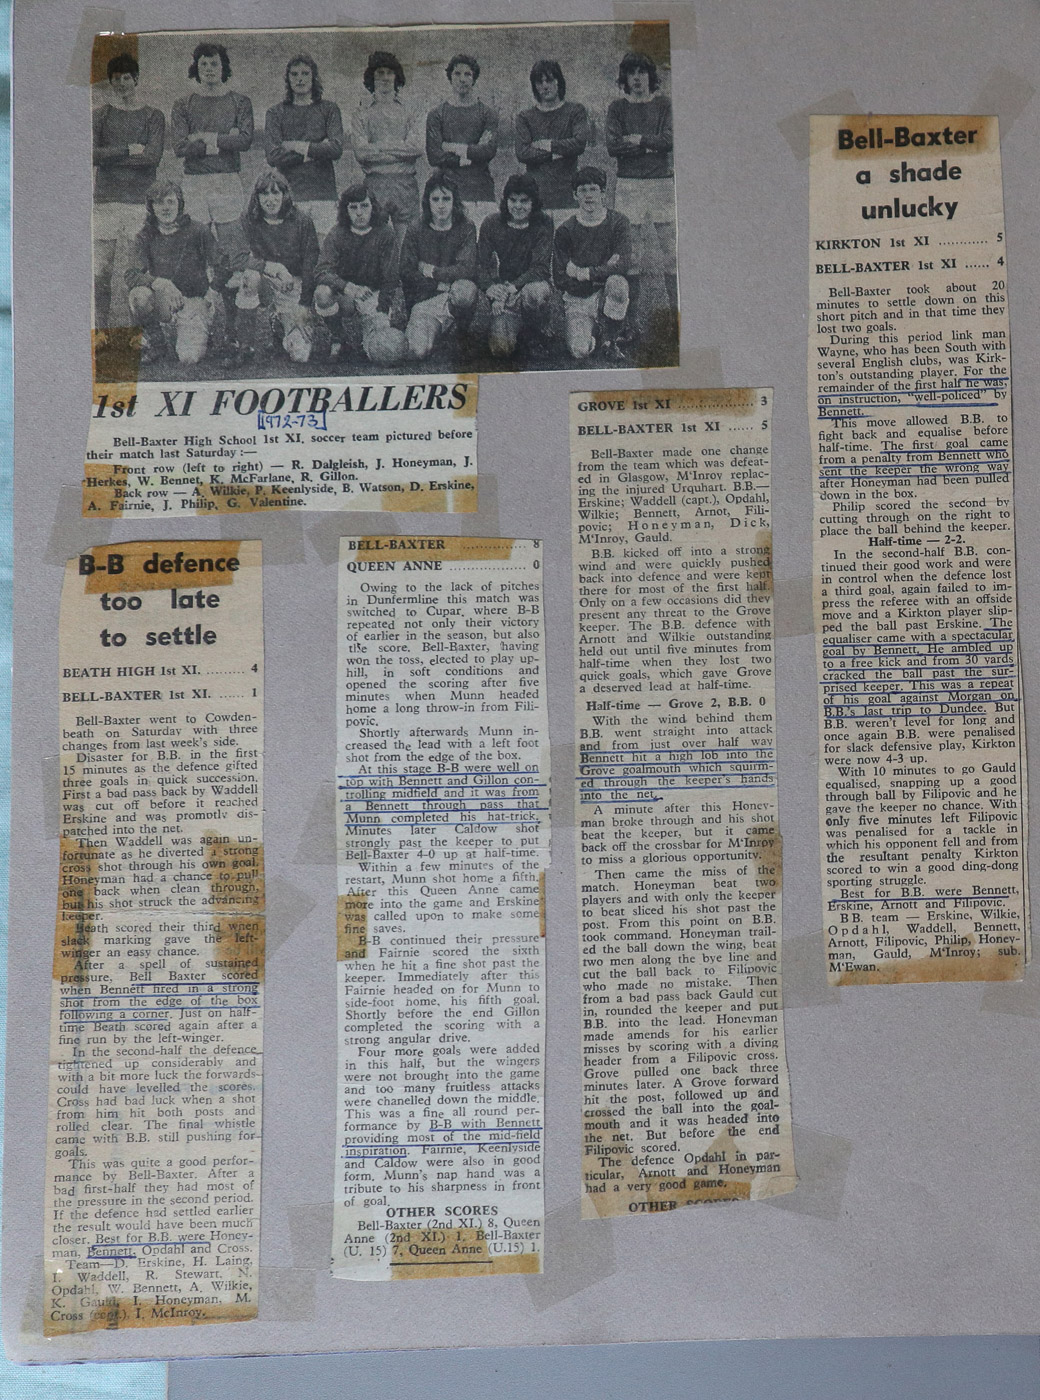 1st XI FOOTBALLERS
[1972-73]
Bell-Baxter High School 1st XI. soccer team pictured before
their match last Saturday :—
Front row (left to right) — R. Dalgleish, J. Honeyman, J.
Herkes, W. Bennet, K. McFarlane, R. Gillon.
Back row — A. Wilkie, P. Keenlyside, B. Watson, D. Erskine,
A. Fairnie, J. Philip, G. Valentine.
B-B defence
too late
to settle
BEATH HIGH 1st XI. ........ 4
BELL-BAXTER 1st XI. ...... 1
Bell-Baxter went to Cowden-
beath on Saturday with three
changes from last week's side.
Disaster for B.B. in the first
15 minutes as the defence gifted
three goals in quick succession.
First a bad pass back by Waddell
was cut off before it reached
Erskine and was promptly dis-
patched into the net.
Then Waddell was again un-
fortunate as he diverted a strong
cross shot through his own goal.
Honeyman had a chance to pull
one back when clean through,
but his shot struck the advancing
keeper.
Beath scored their third when
slack marking gave the left-
winger an easy chance.
After a spell of sustained
pressure, Bell Baxter scored
when Bennett fired in a strong
shot from the edge of the box
following a corner. Just on half-
time Beath scored again after a
fine run by the left-winger.
In the second-half the defence
tightened up considerably and
with a bit more luck the forwards
could have levelled the scores.
Cross had bad luck when a shot
from him hit both posts and
rolled clear. The final whistle
came with B.B. still pushing for
goals.
This was quite a good perfor-
mance by Bell-Baxter. After a
bad first-half they had most of
the pressure in the second period.
If the defence had settled earlier
the result would have been much
closer. Best for B.B. were Honey-
man, Bennett, Opdahl and Cross.
Team—D. Erskine, H. Laing,
I. Waddell, R. Stewart, N.
Opdahl, W. Bennett, A. Wilkie,
K. Gauld, I. Honeyman, M.
Cross (capt.), I. McInroy.
BELL-BAXTER ............... 8
QUEEN ANNE ................ 0
Owing to the lack of pitches
in Dunfermline this match was
switched to Cupar, where B-B
repeated not only their victory
of earlier in the season, but also
the score. Bell-Baxter, having
won the toss, elected to play up-
hill, in soft conditions and
opened the scoring after five
minutes when Munn headed
home a long throw-in from Fili-
povic.
Shortly afterwards Munn in-
creased the lead with a left foot
shot from the edge of the box.
At this stage B-B were well on
top with Bennett and Gillon con-
trolling midfield and it was from
a Bennett through pass that
Munn completed his hat-trick.
Minutes later Caldow shot
strongly past the keeper to put
Bell-Baxter 4-0 up at half-time.
Within a few minutes of the
restart, Munn shot home a fifth.
After this Queen Anne came
more into the game and Erskine
was called upon to make some
fine saves.
B-B continued their pressure
and Fairnie scored the sixth
when he hit a fine shot past the
keeper. Immediately after this
Fairnie headed on for Munn to
side-foot home, his fifth goal.
Shortly before the end Gillon
completed the scoring with a
strong angular drive.
Four more goals were added
in this half, but the wingers
were not brought into the game
and too many fruitless attacks
were chanelled down the middle.
This was a fine all round per-
formance by B-B with Bennett
providing most of the mid-field
inspiration. Fairnie, Keenlyside
and Caldow were also in good
form. Munn's nap hand was a
tribute to his sharpness in front
of goal.
OTHER SCORES
Bell-Baxter (2nd XI.) 8, Queen
Anne (2nd XI.) 1. Bell-Baxter
(U. 15) 7, Queen Anne (U.15) 1.
GROVE 1st XI .................. 3
BELL-BAXTER 1st XI ...... 5
Bell-Baxter made one change
from the team which was defeat-
ed in Glasgow, M'Inroy replac-
ing the injured Urquhart. B.B.—
Erskine; Waddell (capt.), Opdahl,
Wilkie; Bennett, Arnot, Fili-
povic; Honeyman, Dick,
M'Inroy, Gauld.
B.B. kicked off into a strong
wind and were quickly pushed
back into defence and were kept
there for most of the first half.
Only on a few occasions did they
present any threat to the Grove
keeper. The B.B. defence with
Arnott and Wilkie outstanding
held out until five minutes from
half-time when they lost two
quick goals, which gave Grove
a deserved lead at half-time.
Half-time — Grove 2, B.B. 0
With the wind behind them
B.B. went straight into attack
and from just over half way
Bennett hit a high lob into the
Grove goalmouth which squirm-
ed through the keeper's hands
into the net.
A minute after this Honey-
man broke through and his shot
beat the keeper, but it came
back off the crossbar for M'Inroy
to miss a glorious opportunity.
Then came the miss of the
match. Honeyman beat two
players and with only the keeper
to beat sliced his shot past the
post. From this point on B.B.
took command. Honeyman trail-
ed the ball down the wing, beat
two men along the bye line and
cut the ball back to Filipovic
who made no mistake. Then
from a bad pass back Gauld cut
in, rounded the keeper and put
B.B. into the lead. Honeyman
made amends for his earlier
misses by scoring with a diving
header from a Filipovic cross.
Grove pulled one back three
minutes later. A Grove forward
hit the post, followed up and
crossed the ball into the goal-
mouth and it was headed into
the net. But before the end
Filipovic scored.
The defence Opdahl in par-
ticular, Arnott and Honeyman
had a very good game.
OTHER SCORES
Bell-Baxter
a shade
unlucky
KIRKTON 1st XI ............ 5
BELL-BAXTER 1st XI ...... 4
Bell-Baxter took about 20
minutes to settle down on this
short pitch and in that time they
lost two goals.
During this period link man
Wayne, who has been South with
several English clubs, was Kirk-
ton's outstanding player. For the
remainder of the first half he was,
on instruction, "well-policed" by
Bennett.
This move allowed B.B. to
fight back and equalise before
half-time. The first goal came
from a penalty from Bennett who
sent the keeper the wrong way
after Honeyman had been pulled
down in the box.
Philip scored the second by
cutting through on the right to
place the ball behind the keeper.
Half-time — 2-2.
In the second-half B.B. con-
tinued their good work and were
in control when the defence lost
a third goal, again failed to im-
press the referee with an offside
move and a Kirkton player slip-
ped the ball past Erskine. The
equaliser came with a spectacular
goal by Bennett. He ambled up
to a free kick and from 30 yards
cracked the ball past the sur-
prised keeper. This was a repeat
of his goal against Morgan on
B.B.'s last trip to Dundee. But
B.B. weren't level for long and
once again B.B. were penalised
for slack defensive play, Kirkton
were now 4-3 up.
With 10 minutes to go Gauld
equalised, snapping up a good
through ball by Filipovic and he
gave the keeper no chance. With
only five minutes left Filipovic
was penalised for a tackle in
which his opponent fell and from
the resultant penalty Kirkton
scored to win a good ding-dong
sporting struggle.
Best for B.B. were Bennett,
Erskine, Arnott and Filipovic.
B.B. team — Erskine, Wilkie,
Opdahl, Waddell, Bennett,
Arnott, Filipovic, Philip, Honey-
man, Gauld, M'Inroy; sub.
M'Ewan.